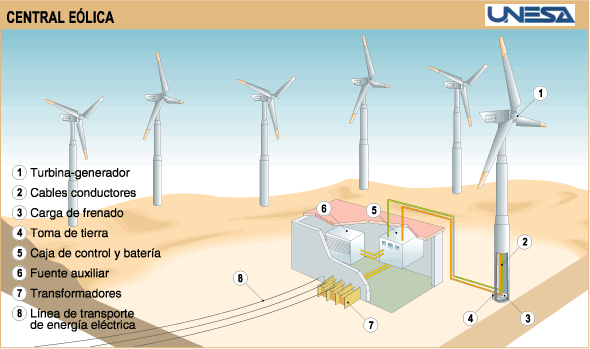 CENTRAL EÓLICA
UNESA
1 Turbina-generador
2 Cables conductores
3 Carga de frenado
4 Toma de tierra
5 Caja de control y batería
6 Fuente auxiliar
7 Transformadores
8 Línea de transporte
de energía eléctrica
1
6
5
2
8
7
4
3